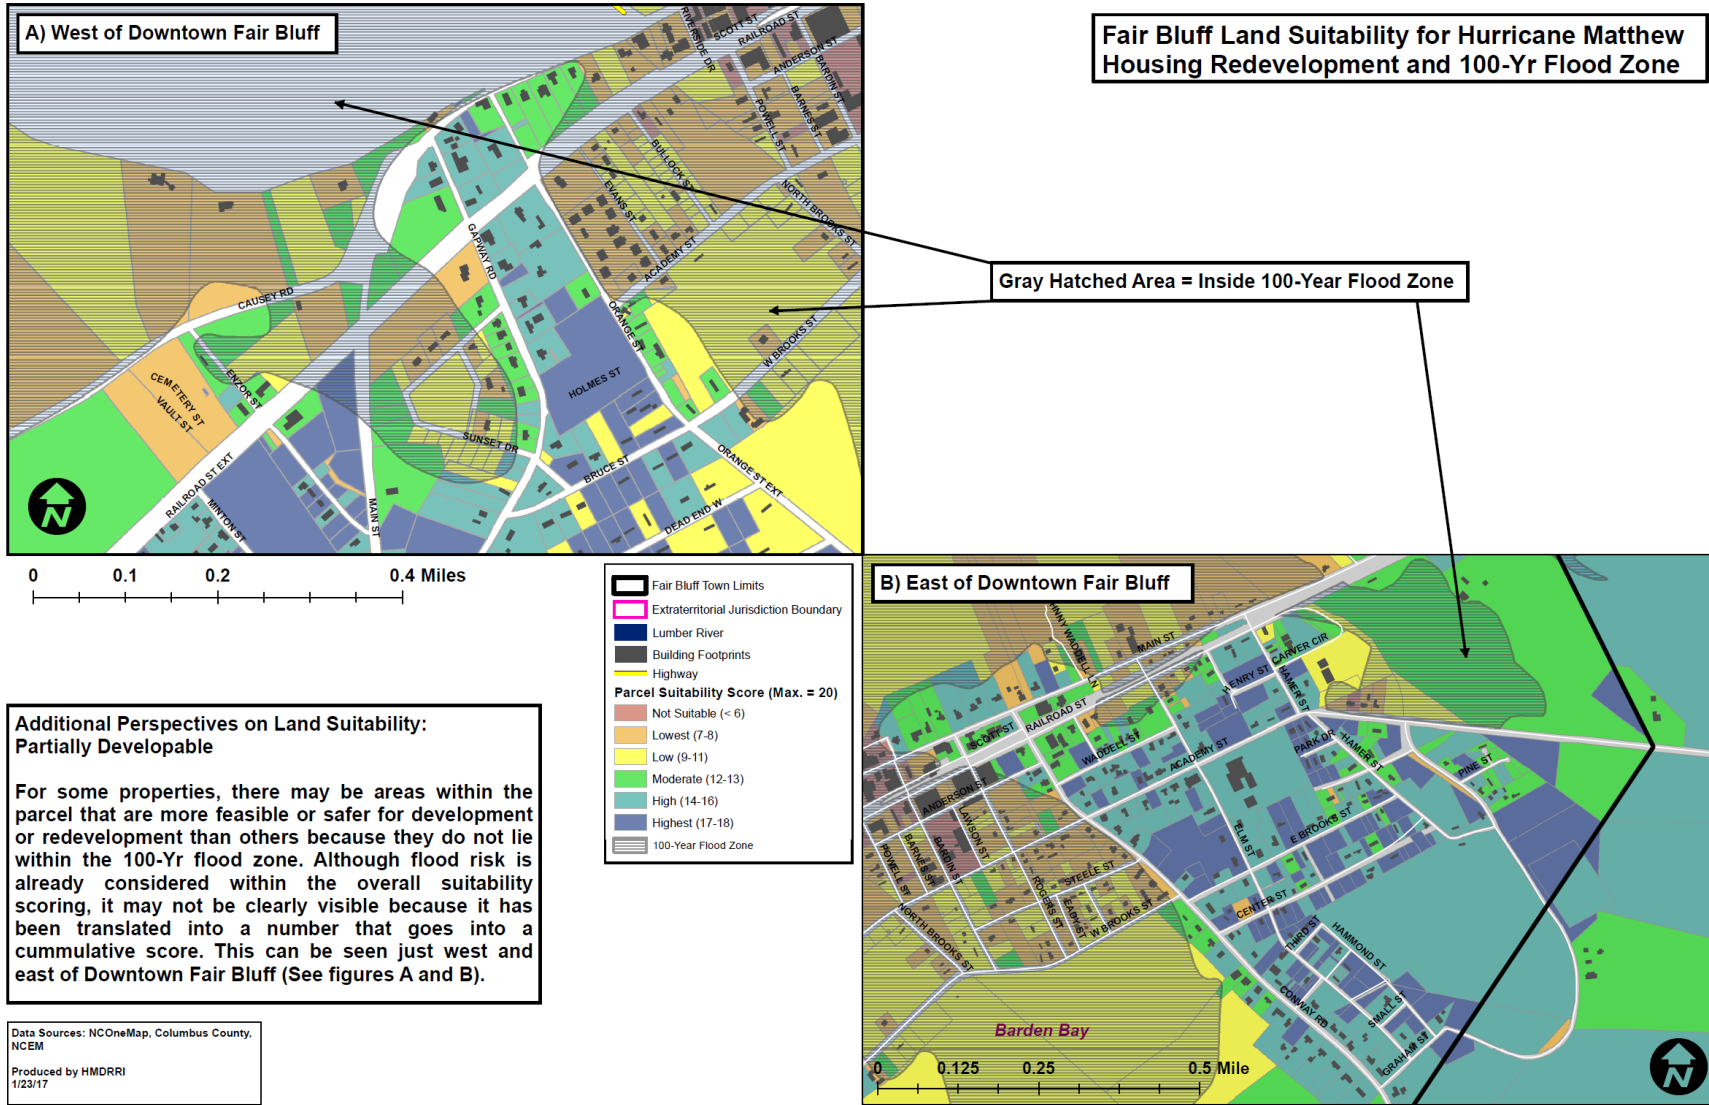 A) West of Downtown Fair Bluff
Fair Bluff Land Suitability for Hurricane Matthew
Housing Redevelopment and 100-Yr Flood Zone
RIVERSIDE DR
SCOTT ST
RAILROAD ST
ANDERSON ST
BARDIN ST
BARNES ST
POWELL ST
BULLOCK ST
EVANS ST
NORTH BROOKS ST
ACADEMY ST
GAPWAY RD
CAUSEY RD
ORANGE ST
W BROOKS ST
HOLMES ST
CEMETERY ST
VAULT ST
ENZOR ST
SUNSET DR
BRUCE ST
ORANGE ST EXT
DEAD END W
RAILROAD ST EXT
MINTON ST
MAIN ST
N
Gray Hatched Area = Inside 100-Year Flood Zone
0 0.1 0.2 0.4 Miles
Fair Bluff Town Limits
Extraterritorial Jurisdiction Boundary
Lumber River
Building Footprints
Highway
Parcel Suitability Score (Max. = 20)
Not Suitable (< 6)
Lowest (7-8)
Low (9-11)
Moderate (12-13)
High (14-16)
Highest (17-18)
100-Year Flood Zone
Additional Perspectives on Land Suitability:
Partially Developable
For some properties, there may be areas within the
parcel that are more feasible or safer for development
or redevelopment than others because they do not lie
within the 100-Yr flood zone. Although flood risk is
already considered within the overall suitability
scoring, it may not be clearly visible because it has
been translated into a number that goes into a
cummulative score. This can be seen just west and
east of Downtown Fair Bluff (See figures A and B).
Data Sources: NCOneMap, Columbus County,
NCEM
Produced by HMDRRI
1/23/17
B) East of Downtown Fair Bluff
WADDELL LN
MAIN ST
CARVER CIR
HENRY ST
HAMER ST
SCOTT ST
RAILROAD ST
WADDELL ST
ACADEMY ST
PARK DR
HAMER ST
PINE ST
ANDERSON ST
LAWSON ST
BARDIN ST
BARNES ST
POWELL ST
ELM ST
E BROOKS ST
STEELE ST
ROGERS ST
EADY ST
W BROOKS ST
NORTH BROOKS ST
CENTER ST
THIRD ST
HAMMOND ST
CONWAY RD
SMALL ST
GRAHAM ST
Barden Bay
0 0.125 0.25 0.5 Mile
N